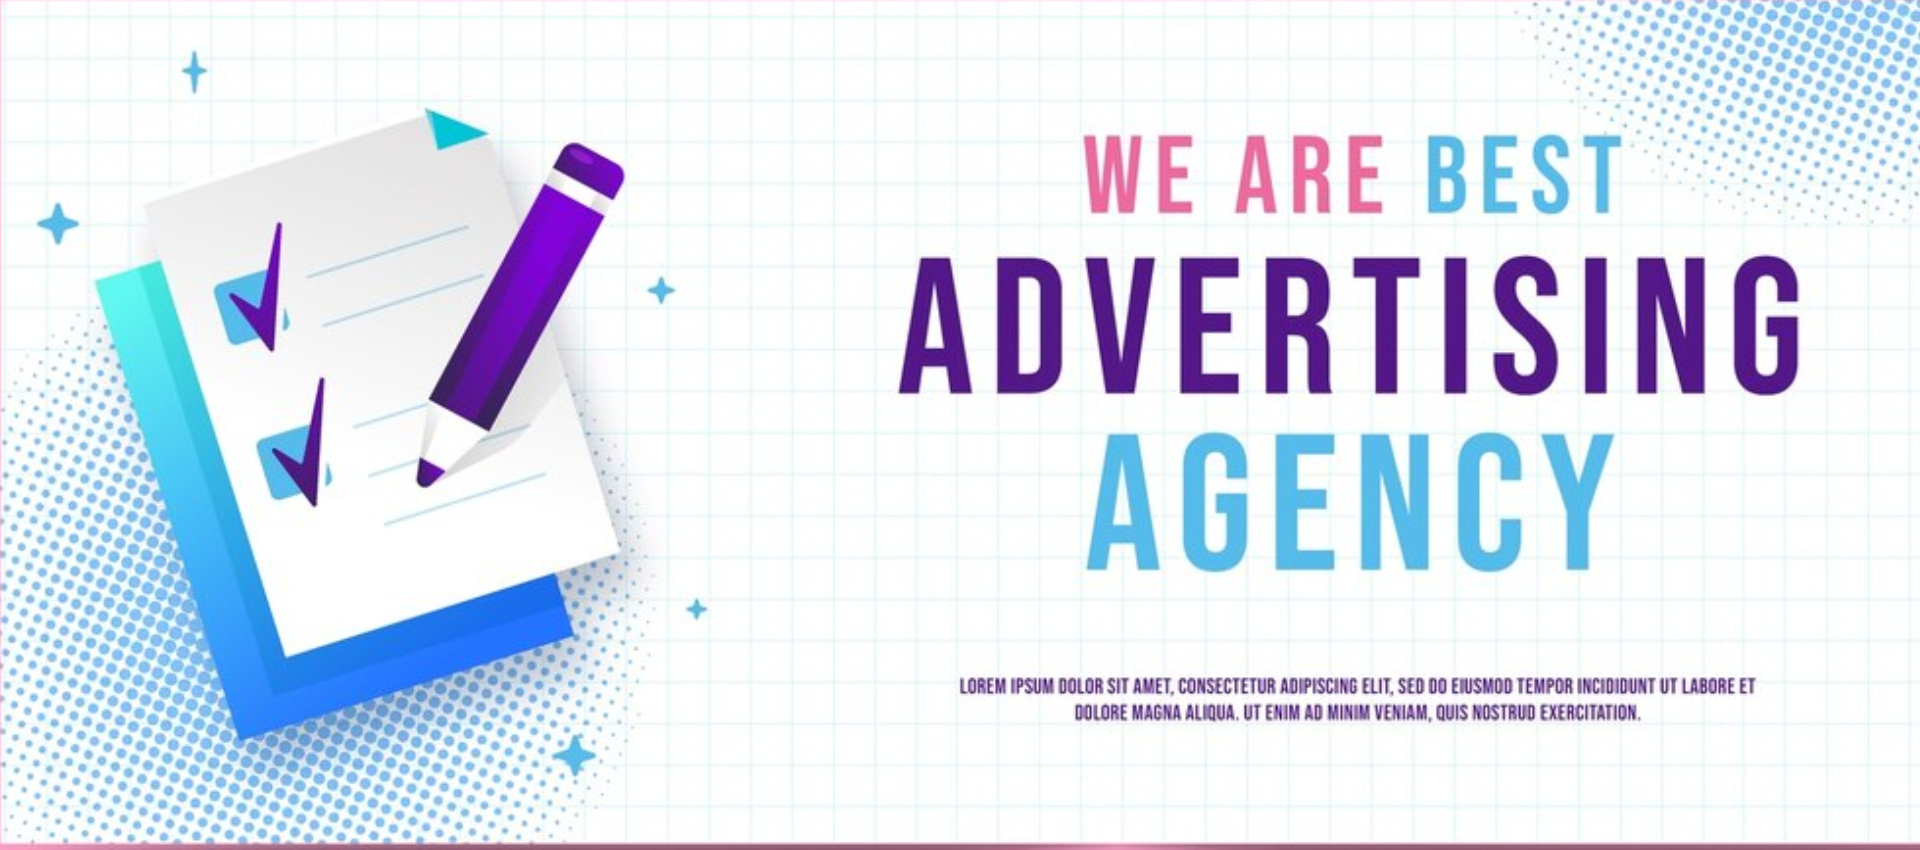 WE ARE BEST
ADVERTISING
AGENCY
LOREM IPSUM DOLOR SIT AMET, CONSECTETUR ADIPISCING ELIT, SED DO EIUSMOD TEMPOR INCIDIDUNT UT LABORE ET
DOLORE MAGNA ALIQUA. UT ENIM AD MINIM VENIAM, QUIS NOSTRUD EXERCITATION.